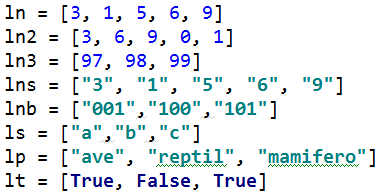 ln = [3, 1, 5, 6, 9]
ln2 = [3, 6, 9, 0, 1]
ln3 = [97, 98, 99]
lns = ["3", "1", "5", "6", "9"]
lnb = ["001","100","101"]
ls = ["a","b","c"]
lp = ["ave", "reptil", "mamifero"]
lt = [True, False, True]